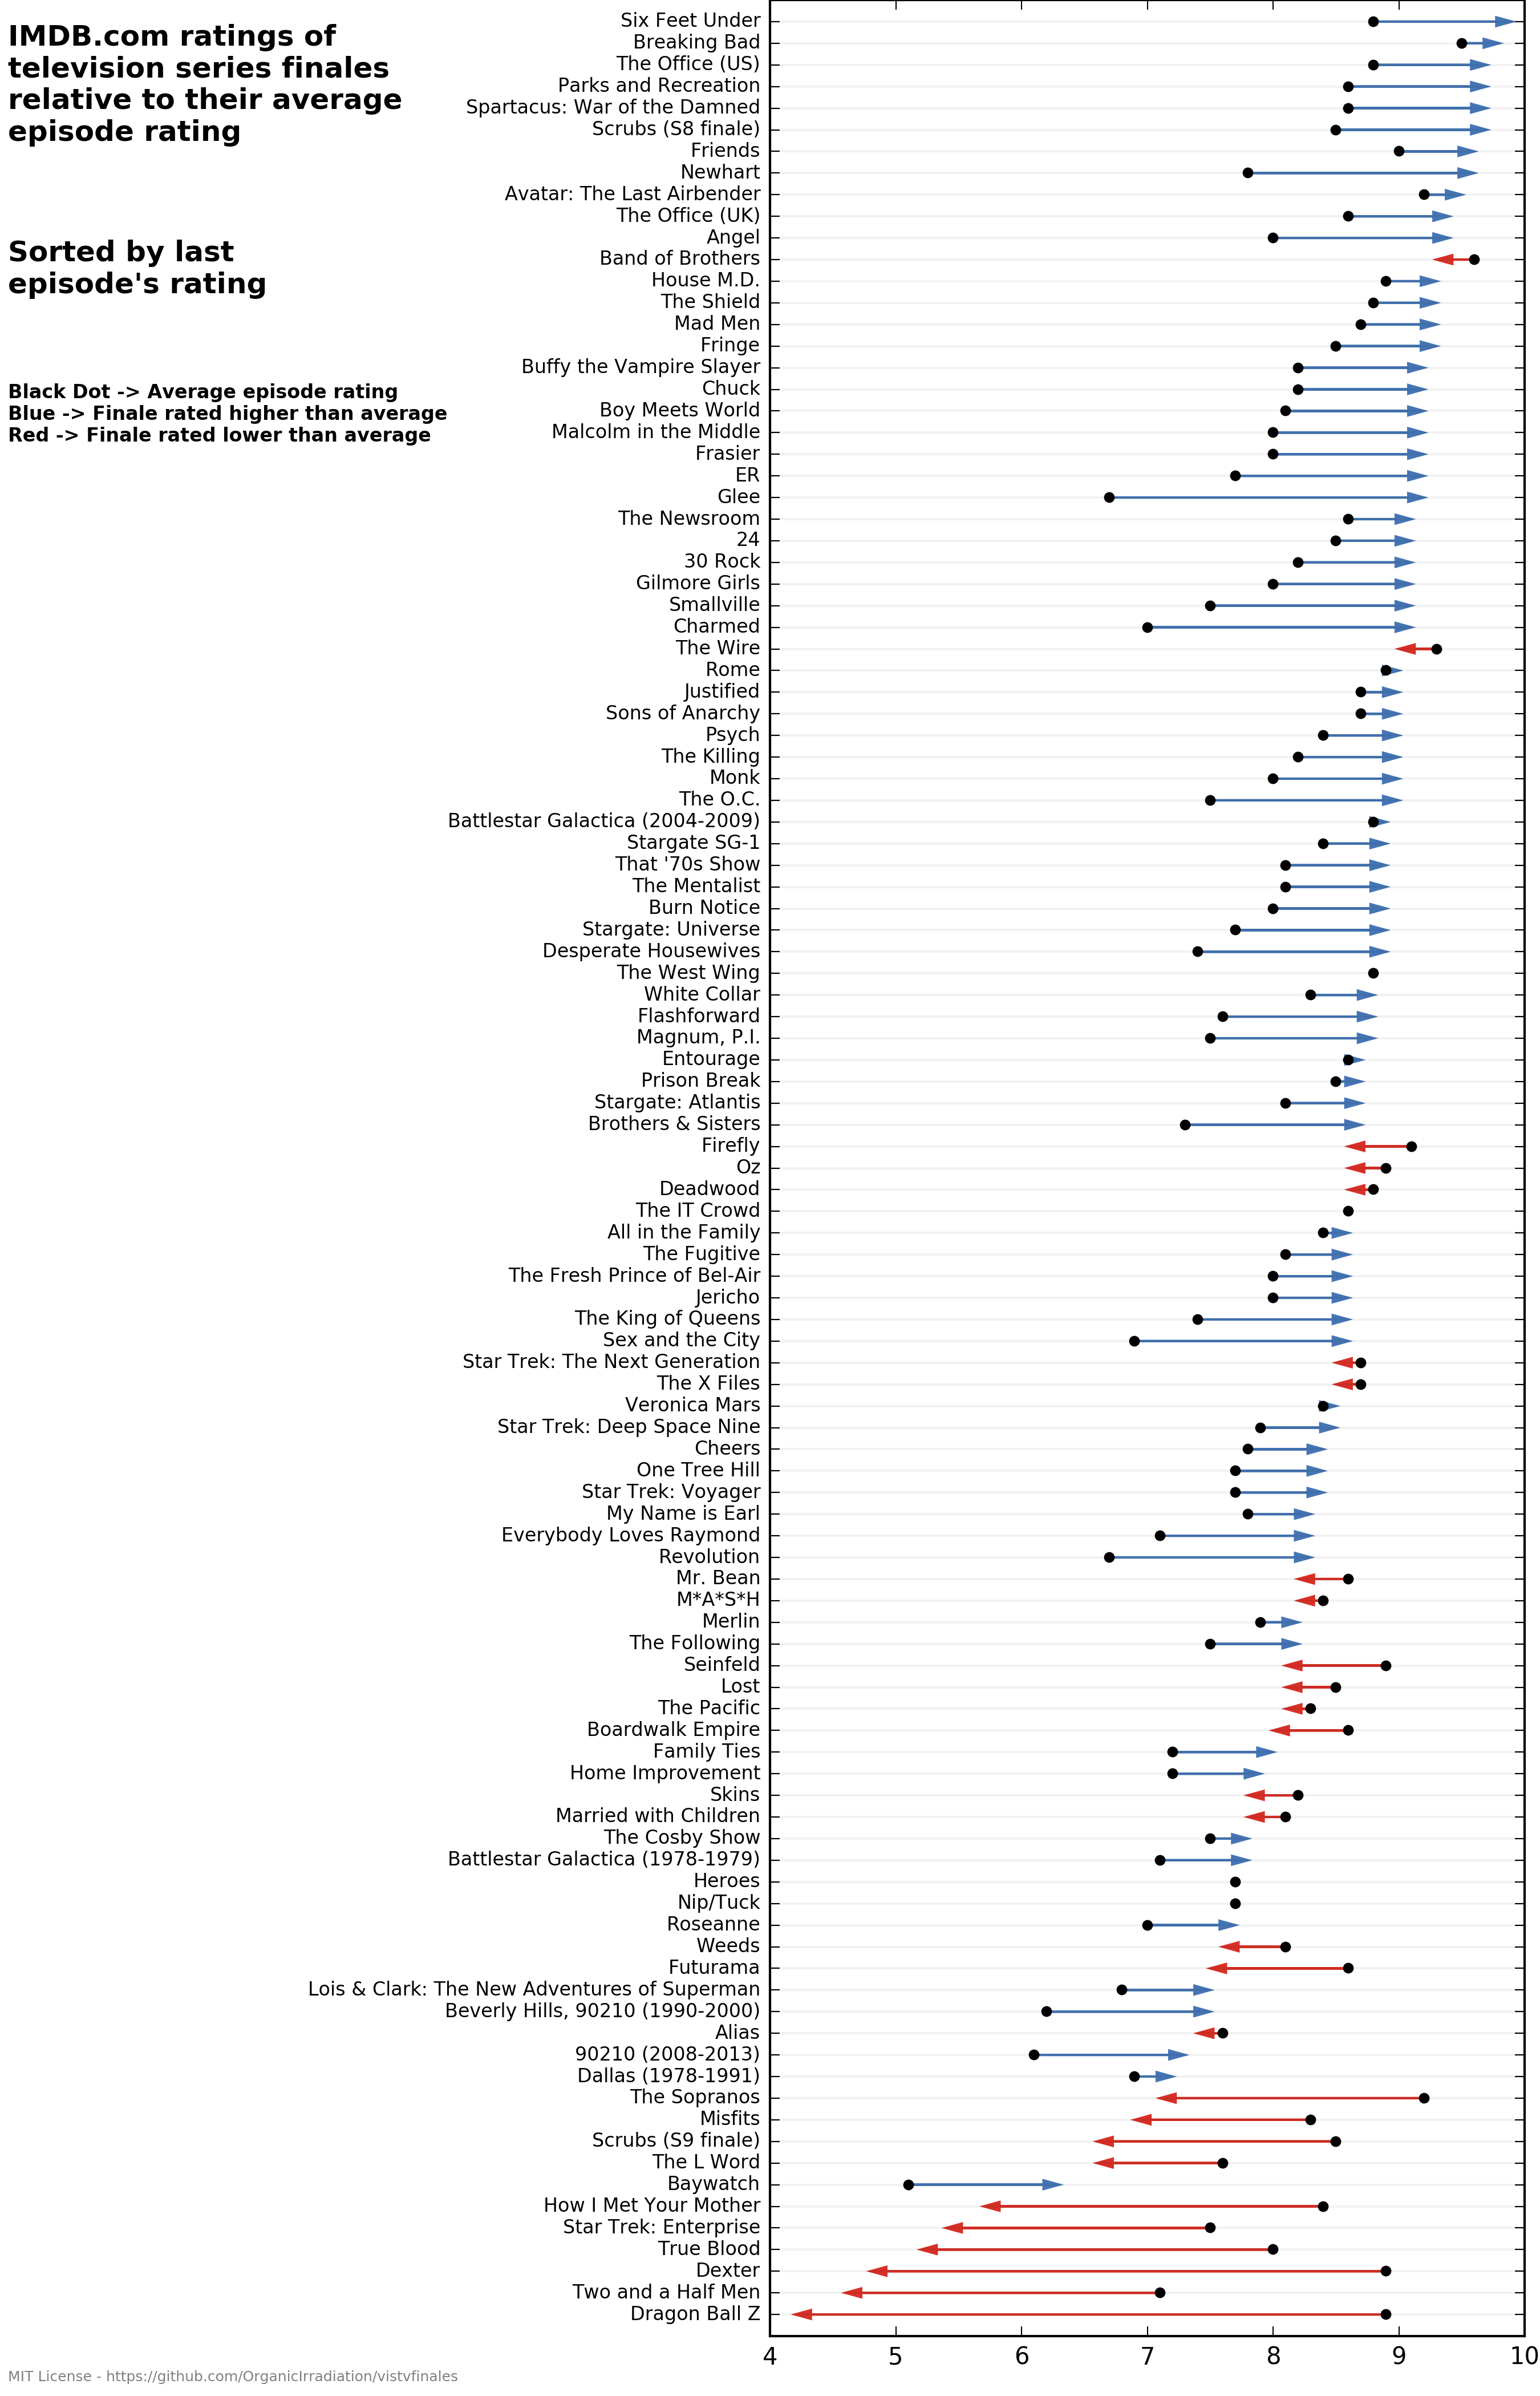 IMDB.com ratings of
television series finales
relative to their average
episode rating
Sorted by last
episode's rating
Black Dot -> Average episode rating
Blue -> Finale rated higher than average
Red -> Finale rated lower than average
Six Feet Under
Breaking Bad
The Office (US)
Parks and Recreation
Spartacus: War of the Damned
Scrubs (S8 finale)
Friends
Newhart
Avatar: The Last Airbender
The Office (UK)
Angel
Band of Brothers
House M.D.
The Shield
Mad Men
Fringe
Buffy the Vampire Slayer
Chuck
Boy Meets World
Malcolm in the Middle
Frasier
ER
Glee
The Newsroom
24
30 Rock
Gilmore Girls
Smallville
Charmed
The Wire
Rome
Justified
Sons of Anarchy
Psych
The Killing
Monk
The O.C.
Battlestar Galactica (2004-2009)
Stargate SG-1
That '70s Show
The Mentalist
Burn Notice
Stargate: Universe
Desperate Housewives
The West Wing
White Collar
Flashforward
Magnum, P.I.
Entourage
Prison Break
Stargate: Atlantis
Brothers & Sisters
Firefly
Oz
Deadwood
The IT Crowd
All in the Family
The Fugitive
The Fresh Prince of Bel-Air
Jericho
The King of Queens
Sex and the City
Star Trek: The Next Generation
The X Files
Veronica Mars
Star Trek: Deep Space Nine
Cheers
One Tree Hill
Star Trek: Voyager
My Name is Earl
Everybody Loves Raymond
Revolution
Mr. Bean
M*A*S*H
Merlin
The Following
Seinfeld
Lost
The Pacific
Boardwalk Empire
Family Ties
Home Improvement
Skins
Married with Children
The Cosby Show
Battlestar Galactica (1978-1979)
Heroes
Nip/Tuck
Roseanne
Weeds
Futurama
Lois & Clark: The New Adventures of Superman
Beverly Hills, 90210 (1990-2000)
Alias
90210 (2008-2013)
Dallas (1978-1991)
The Sopranos
Misfits
Scrubs (S9 finale)
The L Word
Baywatch
How I Met Your Mother
Star Trek: Enterprise
True Blood
Dexter
Two and a Half Men
Dragon Ball Z
4 5 6 7 8 9 10
MIT License - https://github.com/OrganicIrradiation/vistvfinales